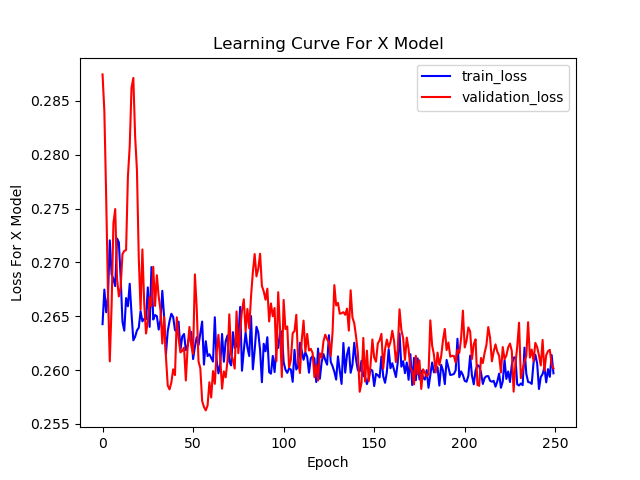 Learning Curve For X Model
train_loss
validation_loss
Loss For X Model
0.285
0.280
0.275
0.270
0.265
0.260
0.255
0
50
100
150
200
250
Epoch